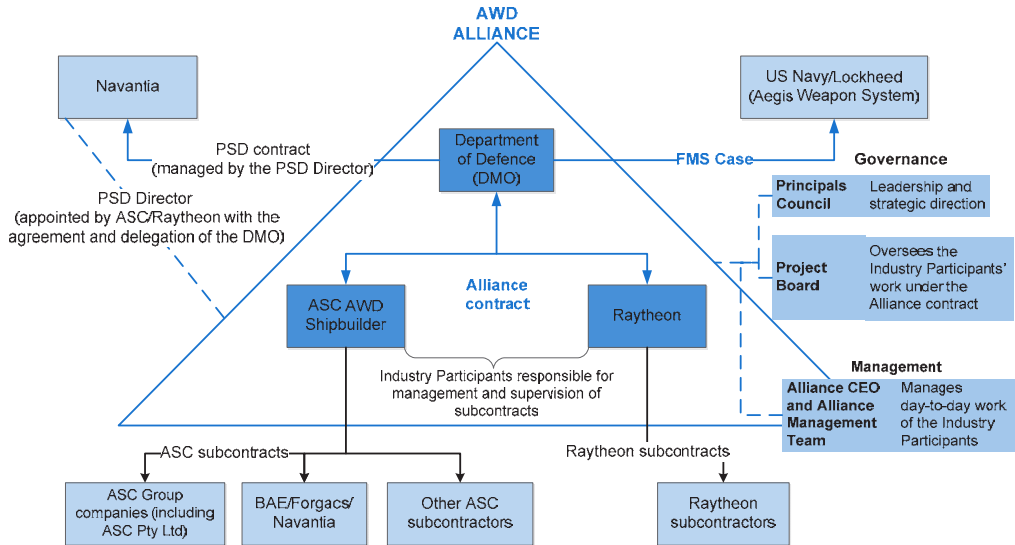 AWD
ALLIANCE
Navantia
US Navy/Lockheed
(Aegis Weapon System)
PSD contract
(managed by the PSD Director)
Department
of Defence
(DMO)
FMS Case
Governance
PSD Director
(appointed by ASC/Raytheon with the
agreement and delegation of the DMO)
Principals
Council
Leadership and
strategic direction
Project
Board
Oversees the
Industry Participants'
work under the
Alliance contract
ASC AWD
Shipbuilder
Alliance
contract
Raytheon
Industry Participants responsible for
management and supervision of
subcontracts
Management
Alliance CEO
and Alliance
Management
Team
Manages
day-to-day work
of the Industry
Participants
ASC subcontracts
Raytheon subcontracts
ASC Group
companies (including
ASC Pty Ltd)
BAE/Forgacs/
Navantia
Other ASC
subcontractors
Raytheon
subcontractors